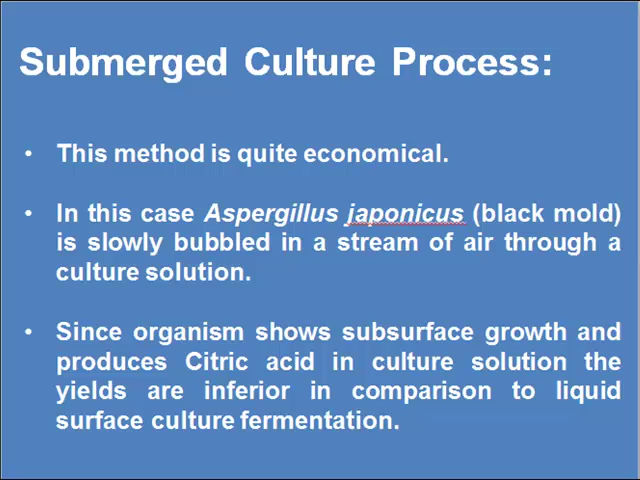 Submerged Culture Process:
• This method is quite economical.
• In this case Aspergillus japonicus (black mold)
is slowly bubbled in a stream of air through a
culture solution.
• Since organism shows subsurface growth and
produces Citric acid in culture solution the
yields are inferior in comparison to liquid
surface culture fermentation.